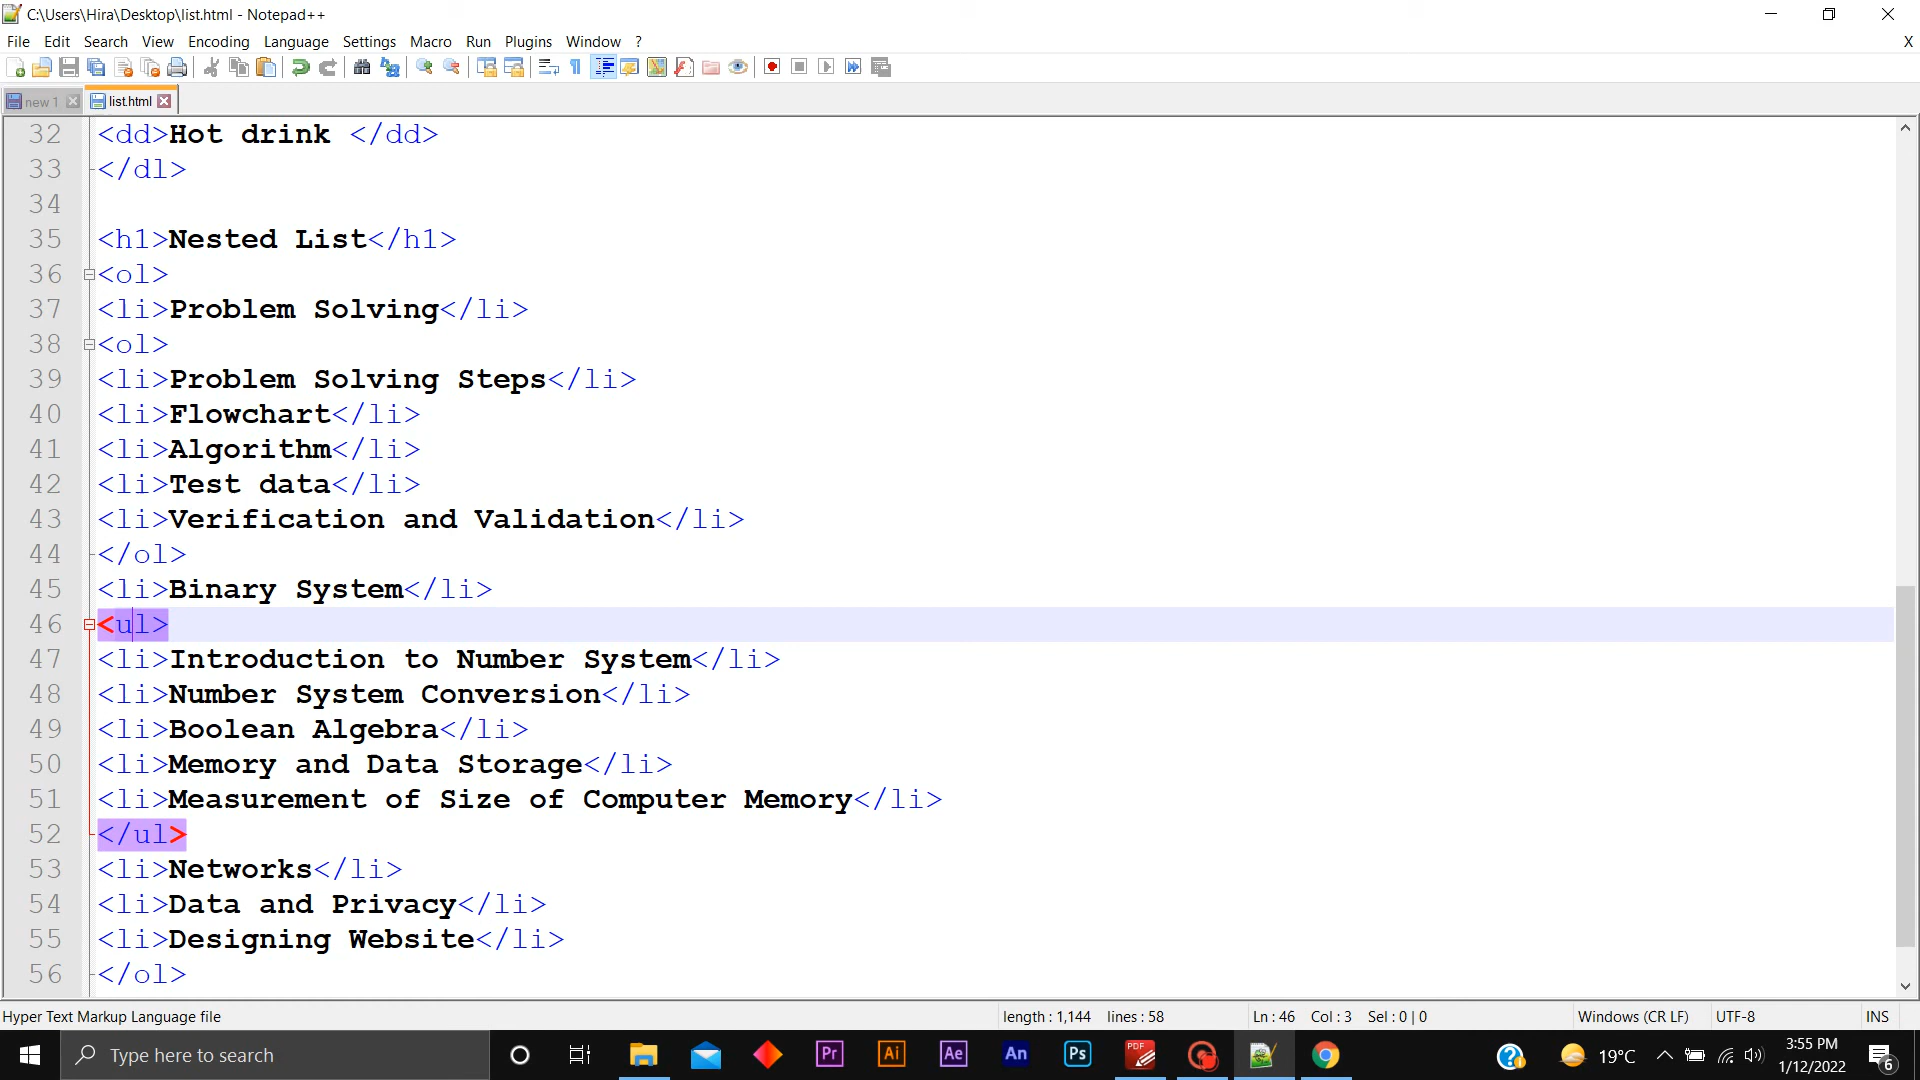 C:\Users\Hira\Desktop\list.html - Notepad++
File Edit Search View Encoding Language Settings Macro Run Plugins Window ? X
new 1 list.html
32 <dd>Hot drink </dd>
33 </dl>
34
35 <h1>Nested List</h1>
36 <ol>
37 <li>Problem Solving</li>
38 <ol>
39 <li>Problem Solving Steps</li>
40 <li>Flowchart</li>
41 <li>Algorithm</li>
42 <li>Test data</li>
43 <li>Verification and Validation</li>
44 </ol>
45 <li>Binary System</li>
46 <ul>
47 <li>Introduction to Number System</li>
48 <li>Number System Conversion</li>
49 <li>Boolean Algebra</li>
50 <li>Memory and Data Storage</li>
51 <li>Measurement of Size of Computer Memory</li>
52 </ul>
53 <li>Networks</li>
54 <li>Data and Privacy</li>
55 <li>Designing Website</li>
56 </ol>
Hyper Text Markup Language file length : 1,144 lines : 58 Ln : 46 Col : 3 Sel : 0 | 0 Windows (CR LF) UTF-8 INS
Type here to search Pr Ai Ae An Ps PDF 19°C 3:55 PM
1/12/2022 6